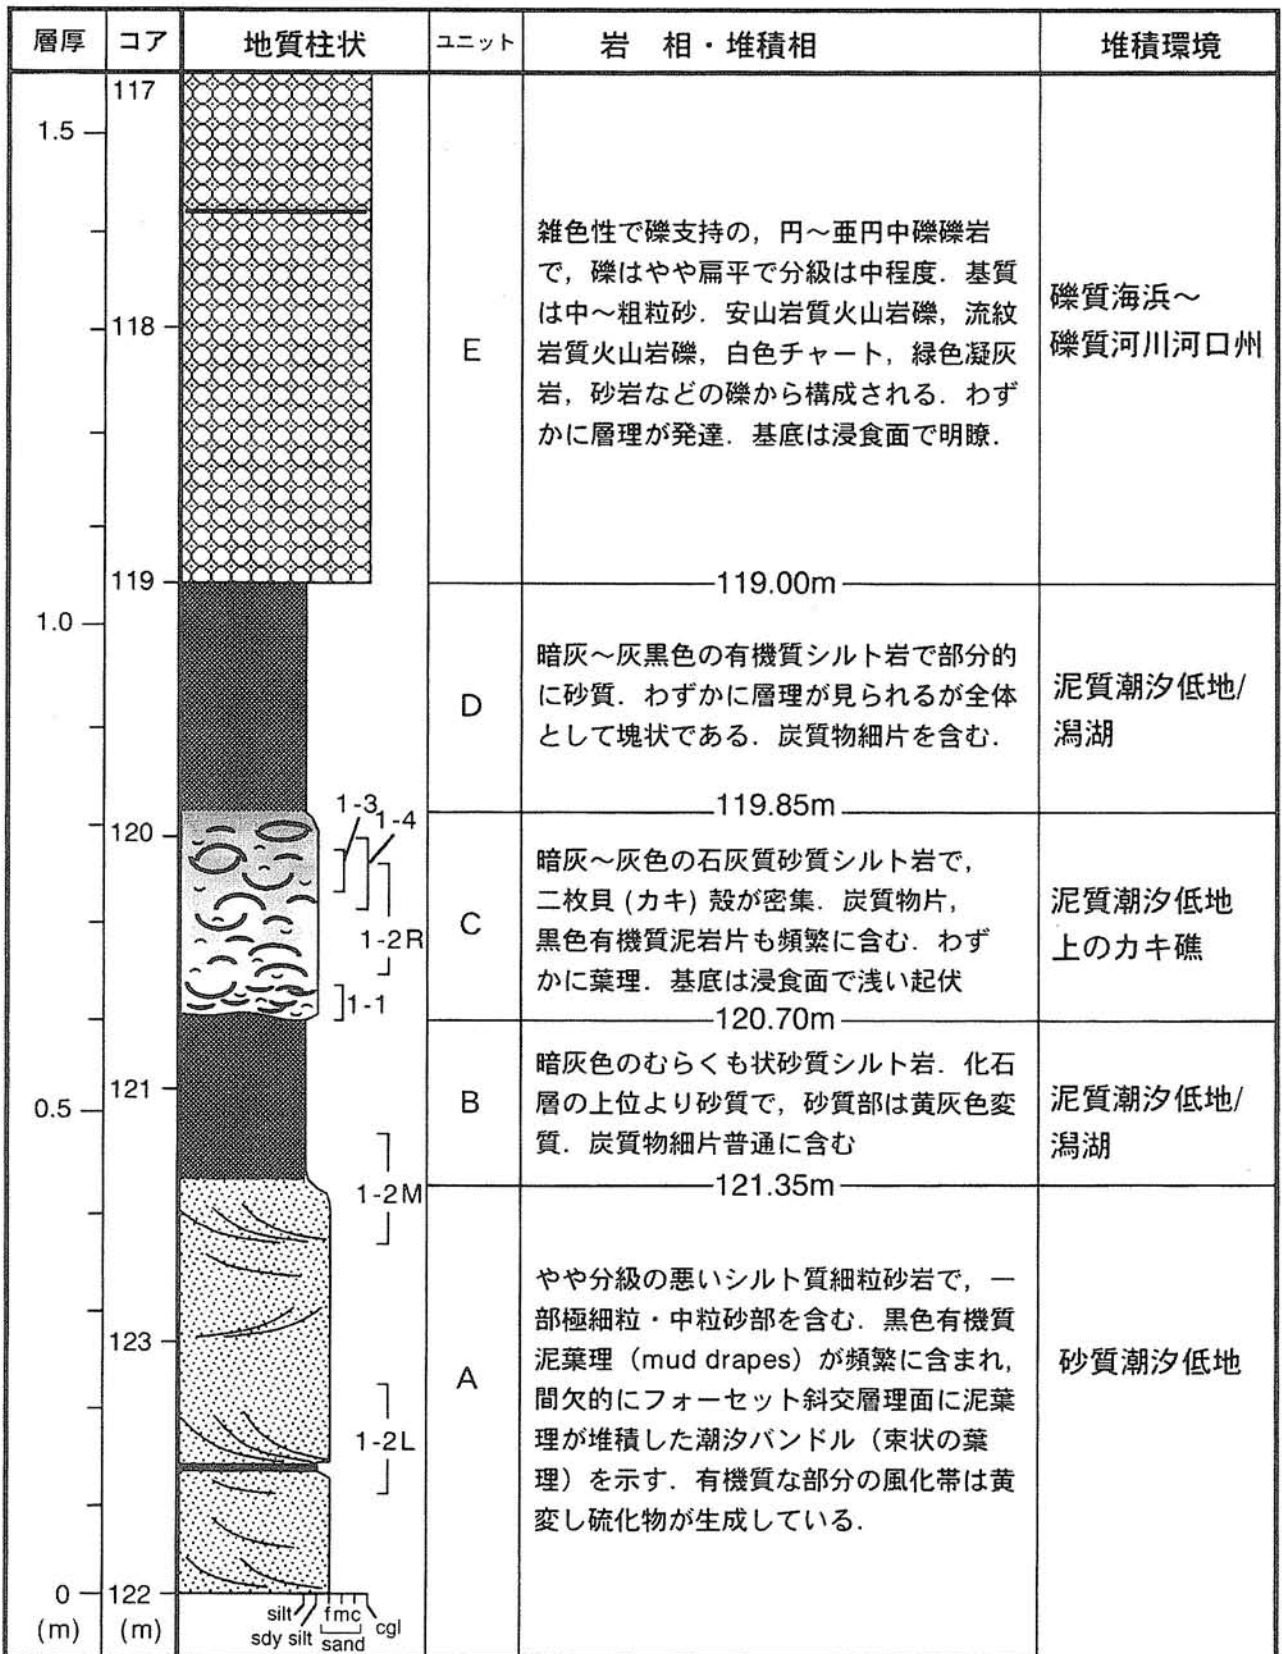 層厚 コア 地質柱状 ユニット 岩 相・堆積相 堆積環境
117
1.5
118
119
1.0
120
121
0.5
123
0
122
(m) (m)
1-3
1-4
1-2R
1-1
1-2M
1-2L
silt
sdy silt
f m c
sand
cgl
E
雑色性で礫支持の，円～亜円中礫礫岩
で，礫はやや扁平で分級は中程度．基質
は中～粗粒砂．安山岩質火山岩礫，流紋
岩質火山岩礫，白色チャート，緑色凝灰
岩，砂岩などの礫から構成される．わず
かに層理が発達．基底は浸食面で明瞭．
礫質海浜～
礫質河川河口州
119.00m
D
暗灰～灰黒色の有機質シルト岩で部分的
に砂質．わずかに層理が見られるが全体
として塊状である．炭質物細片を含む．
泥質潮汐低地/
潟湖
119.85m
C
暗灰～灰色の石灰質砂質シルト岩で，
二枚貝 (カキ) 殻が密集．炭質物片，
黒色有機質泥岩片も頻繁に含む．わず
かに葉理．基底は浸食面で浅い起伏
泥質潮汐低地
上のカキ礁
120.70m
B
暗灰色のむらくも状砂質シルト岩．化石
層の上位より砂質で，砂質部は黄灰色変
質．炭質物細片普通に含む
泥質潮汐低地/
潟湖
121.35m
A
やや分級の悪いシルト質細粒砂岩で，一
部極細粒・中粒砂部を含む．黒色有機質
泥葉理（mud drapes）が頻繁に含まれ，
間欠的にフォーセット斜交層理面に泥葉
理が堆積した潮汐バンドル（束状の葉
理）を示す．有機質な部分の風化帯は黄
変し硫化物が生成している．
砂質潮汐低地